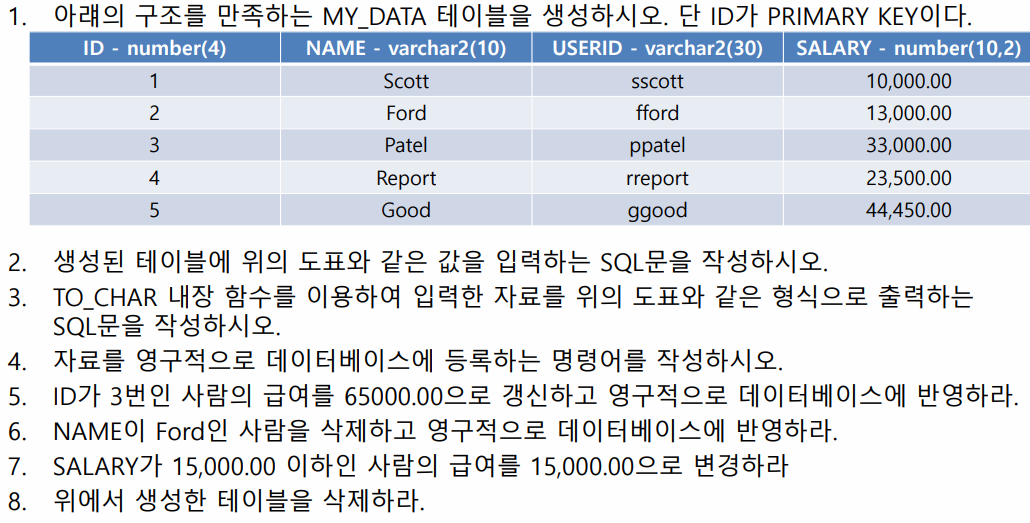 1. 아래의 구조를 만족하는 MY_DATA 테이블을 생성하시오. 단 ID가 PRIMARY KEY이다.
ID - number(4) NAME - varchar2(10) USERID - varchar2(30) SALARY - number(10,2)
1 Scott sscott 10,000.00
2 Ford fford 13,000.00
3 Patel ppatel 33,000.00
4 Report rreport 23,500.00
5 Good ggood 44,450.00
2. 생성된 테이블에 위의 도표와 같은 값을 입력하는 SQL문을 작성하시오.
3. TO_CHAR 내장 함수를 이용하여 입력한 자료를 위의 도표와 같은 형식으로 출력하는
SQL문을 작성하시오.
4. 자료를 영구적으로 데이터베이스에 등록하는 명령어를 작성하시오.
5. ID가 3번인 사람의 급여를 65000.00으로 갱신하고 영구적으로 데이터베이스에 반영하라.
6. NAME이 Ford인 사람을 삭제하고 영구적으로 데이터베이스에 반영하라.
7. SALARY가 15,000.00 이하인 사람의 급여를 15,000.00으로 변경하라
8. 위에서 생성한 테이블을 삭제하라.